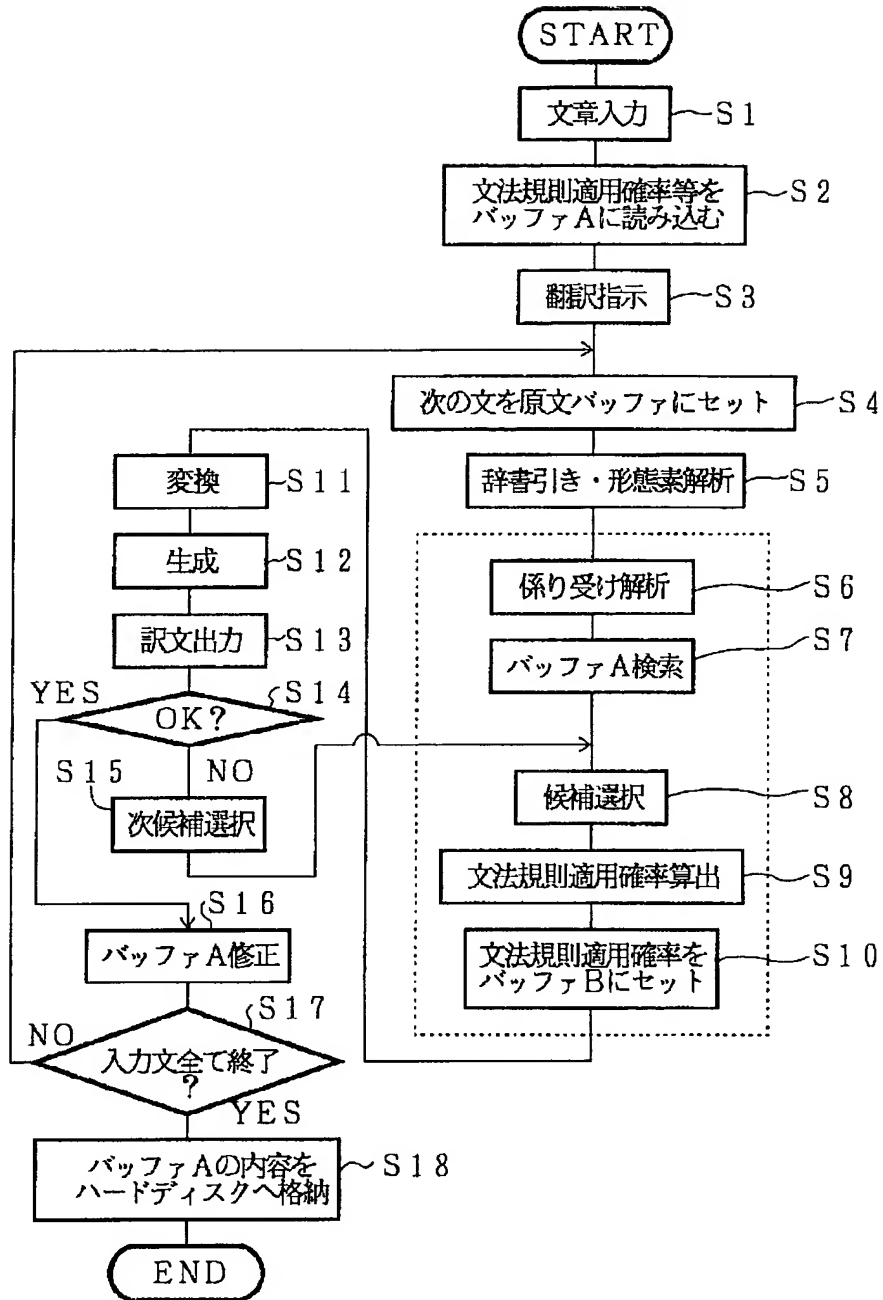 START
文章入力
S1
文法規則適用確率等を
バッファAに読み込む
S2
翻訳指示
S3
次の文を原文バッファにセット
S4
辞書引き・形態素解析
S5
係り受け解析
S6
バッファA検索
S7
候補選択
S8
文法規則適用確率算出
S9
文法規則適用確率を
バッファBにセット
S10
変換
S11
生成
S12
訳文出力
S13
YES
OK?
S14
NO
S15
次候補選択
S16
バッファA修正
S17
NO
入力文全て終了
?
YES
バッファAの内容を
ハードディスクへ格納
S18
END